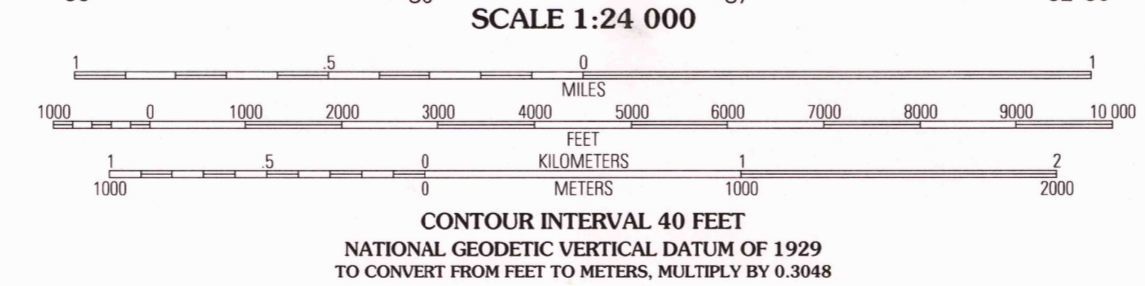 SCALE 1:24 000
1 .5 0 1
MILES
1000 0 1000 2000 3000 4000 5000 6000 7000 8000 9000 10 000
FEET
1 .5 0 KILOMETERS 1 2
1000 0 METERS 1000 2000
CONTOUR INTERVAL 40 FEET
NATIONAL GEODETIC VERTICAL DATUM OF 1929
TO CONVERT FROM FEET TO METERS, MULTIPLY BY 0.3048